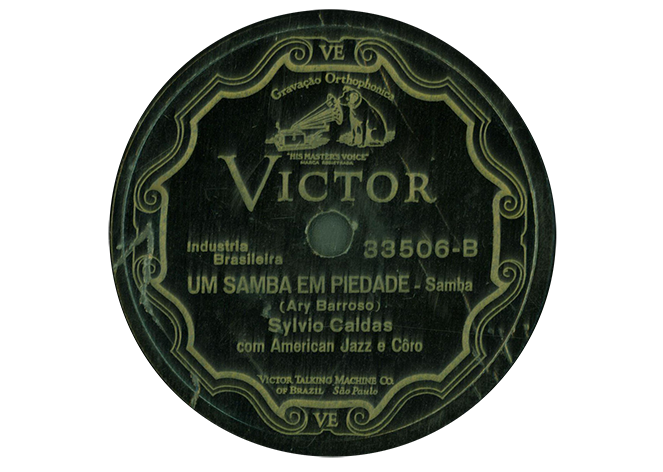 VE
Gravação Orthophonica
"HIS MASTER'S VOICE"
MARCA REGISTRADA
VICTOR
Industria
Brasileira
33506-B
UM SAMBA EM PIEDADE - Samba
(Ary Barroso)
Sylvio Caldas
com American Jazz e Côro
VICTOR TALKING MACHINE CO.
OF BRAZIL São Paulo
VE